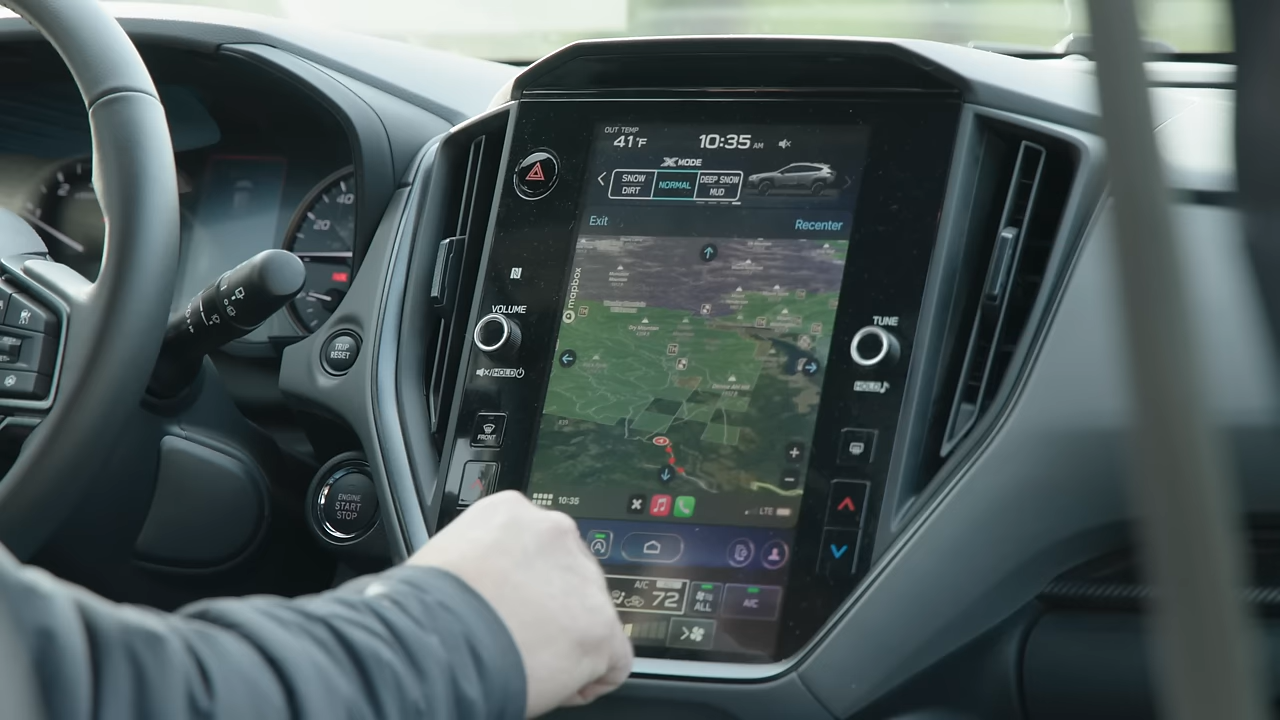 OUT TEMP
41°F
10:35 AM
X MODE
SNOW
DIRT
NORMAL
DEEP SNOW
MUD
Exit
Recenter
mapbox
VOLUME
HOLD
TUNE
HOLD
FRONT
TRIP
RESET
ENGINE
START
STOP
2
20
40
10:35
LTE
A/C
72
ALL
A/C